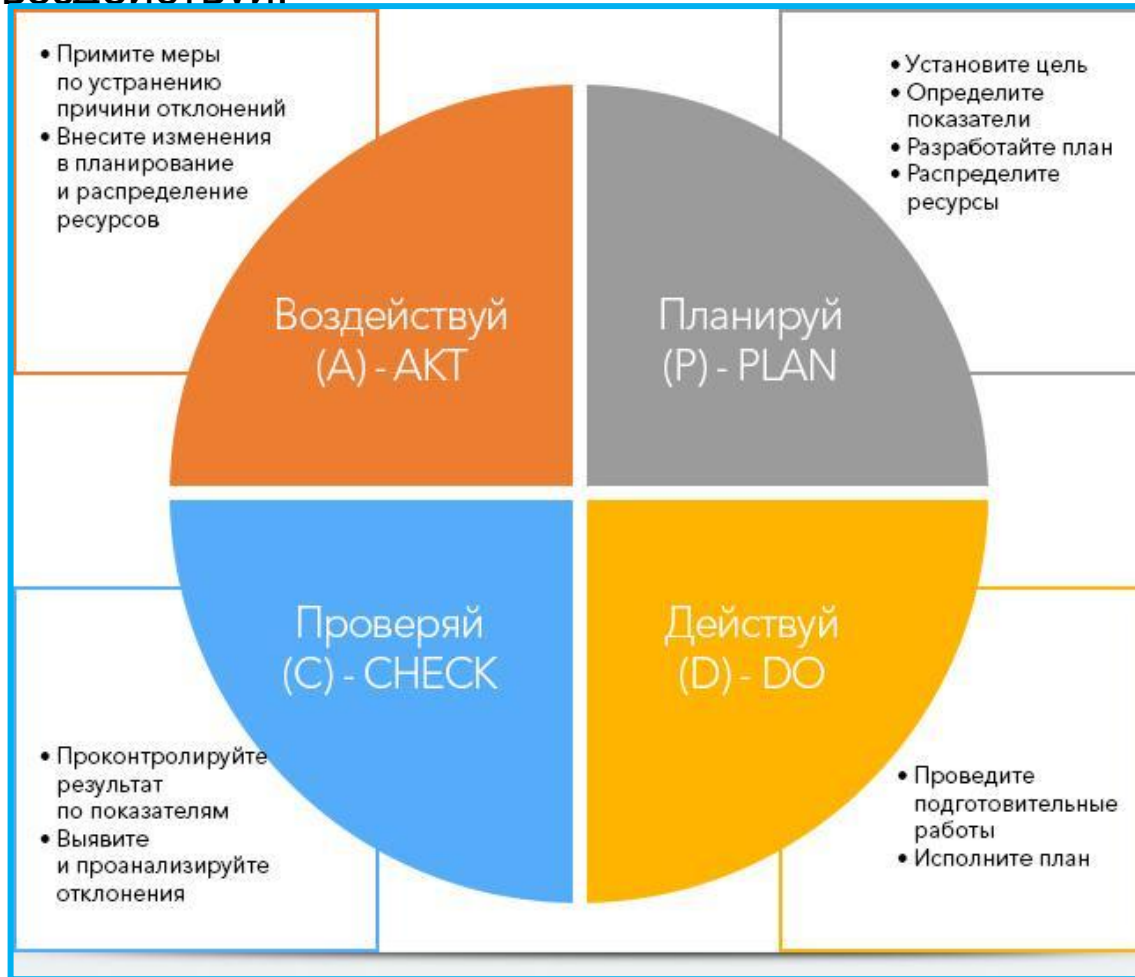 • Примите меры
по устранению
причини отклонений
• Внесите изменения
в планирование
и распределение
ресурсов
• Установите цель
• Определите
показатели
• Разработайте план
• Распределите
ресурсы
Воздействуй
(A) - AKT
Планируй
(P) - PLAN
Проверяй
(C) - CHECK
Действуй
(D) - DO
• Проконтролируйте
результат
по показателям
• Выявите
и проанализируйте
отклонения
• Проведите
подготовительные
работы
• Исполните план